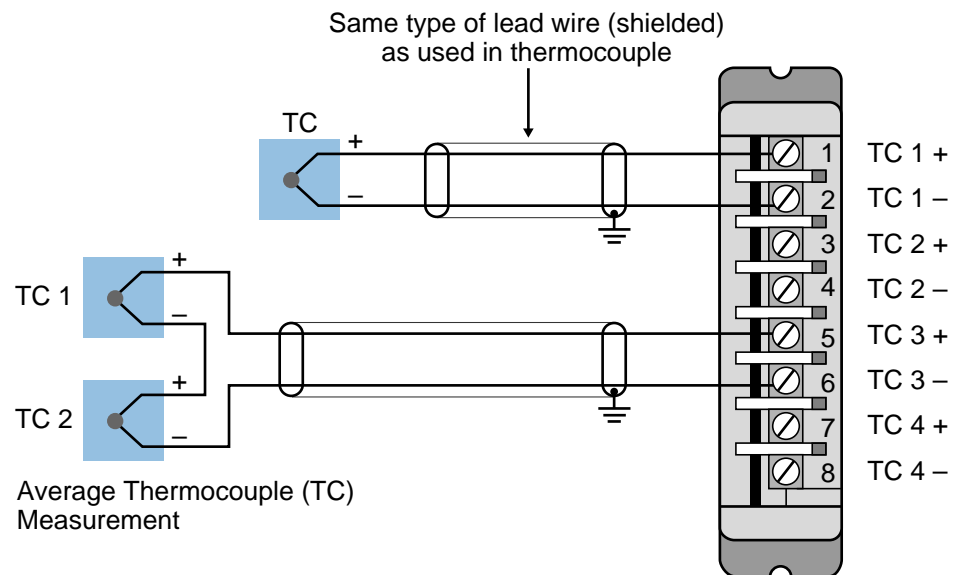 Same type of lead wire (shielded)
as used in thermocouple
TC
+
–
1
TC 1 +
2
TC 1 –
3
TC 2 +
4
TC 2 –
5
TC 3 +
6
TC 3 –
7
TC 4 +
8
TC 4 –
TC 1
+
–
TC 2
+
–
Average Thermocouple (TC)
Measurement